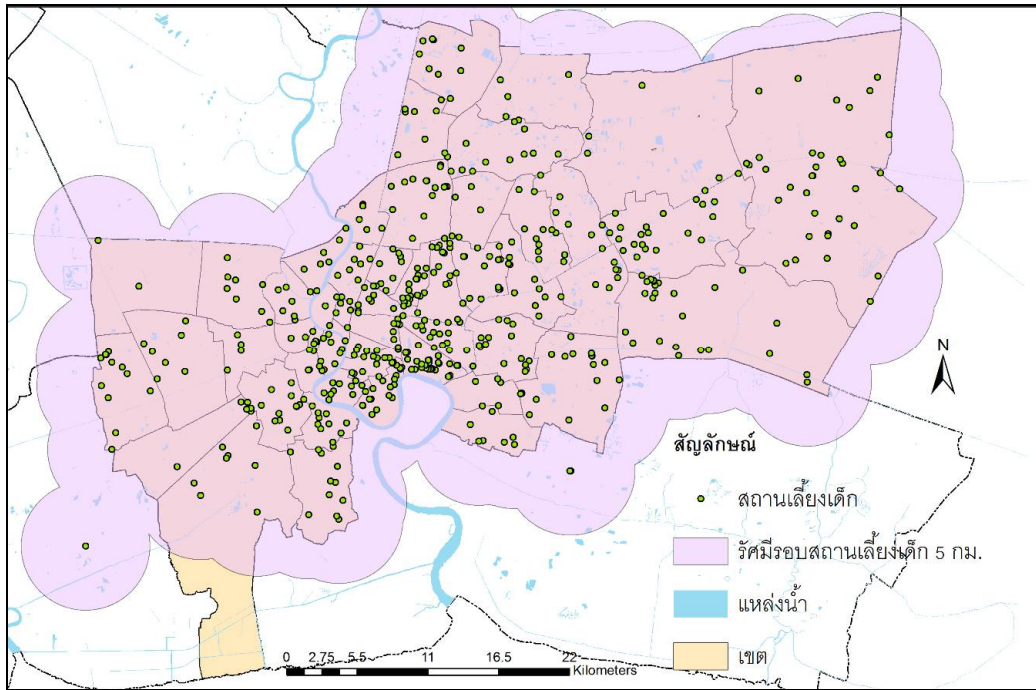 N
สัญลักษณ์
สถานเลี้ยงเด็ก
รัศมีรอบสถานเลี้ยงเด็ก 5 กม.
แหล่งน้ำ
เขต
0 2.75 5.5 11 16.5 22
Kilometers